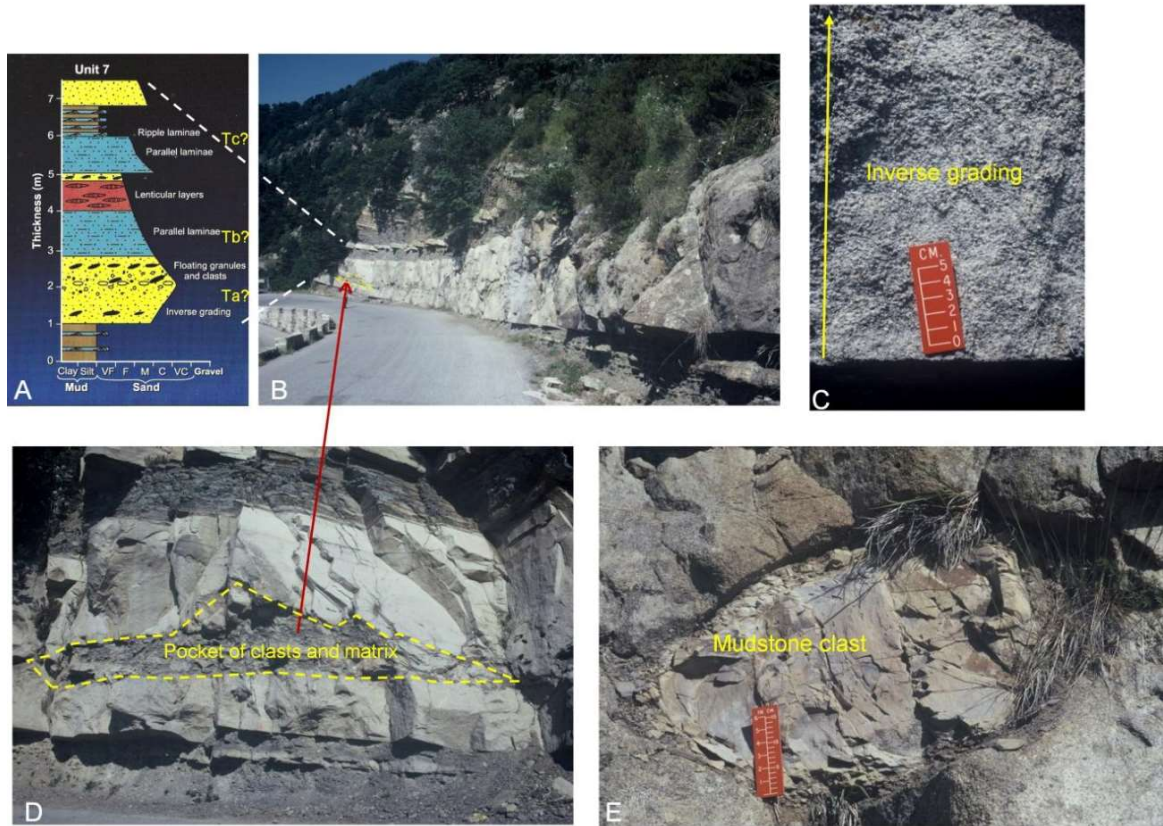 Unit 7
7
6
5
4
3
2
1
0
Thickness (m)
Ripple laminae
Tc?
Parallel laminae
Lenticular layers
Parallel laminae
Tb?
Floating granules
and clasts
Ta?
Inverse grading
Clay Silt VF F M C VC Gravel
Mud Sand
A
B
Inverse grading
CM.
5
4
3
2
1
0
C
Pocket of clasts and matrix
D
Mudstone clast
E